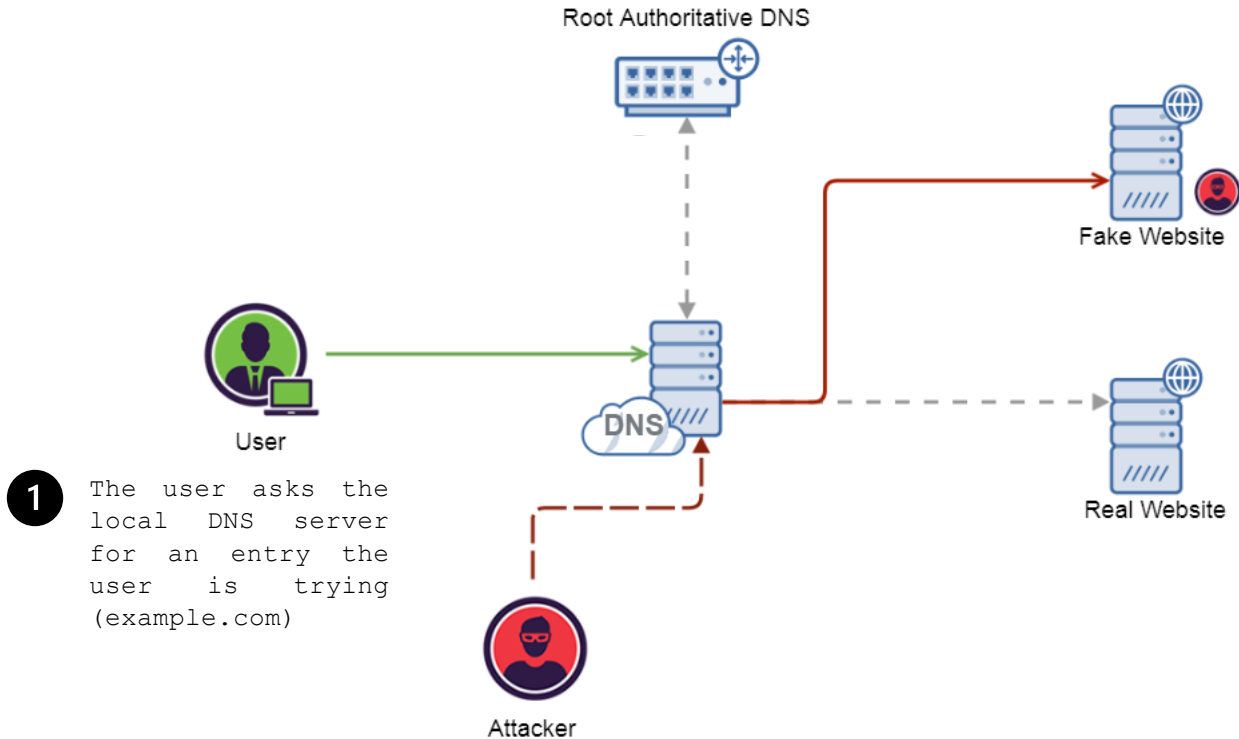 Root Authoritative DNS
Fake Website
DNS
User
Real Website
1
The user asks the
local DNS server
for an entry the
user is trying
(example.com)
Attacker